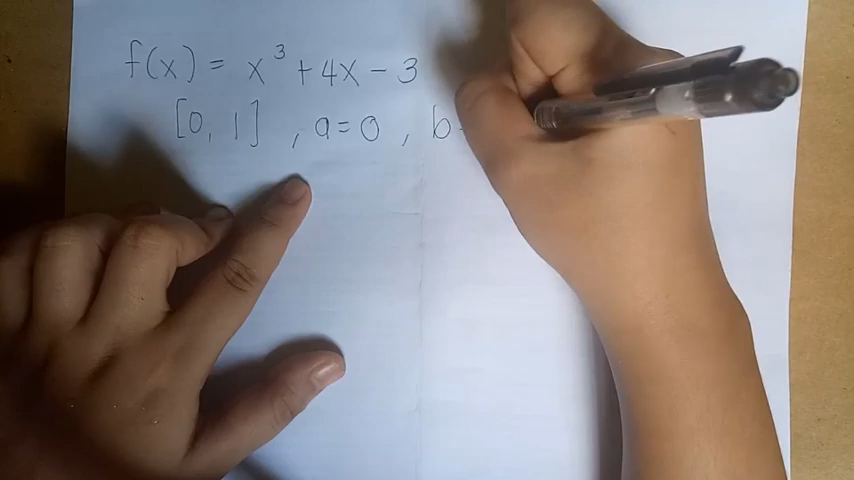 f(x) = x³ + 4x - 3
[0, 1] , a = 0 , b